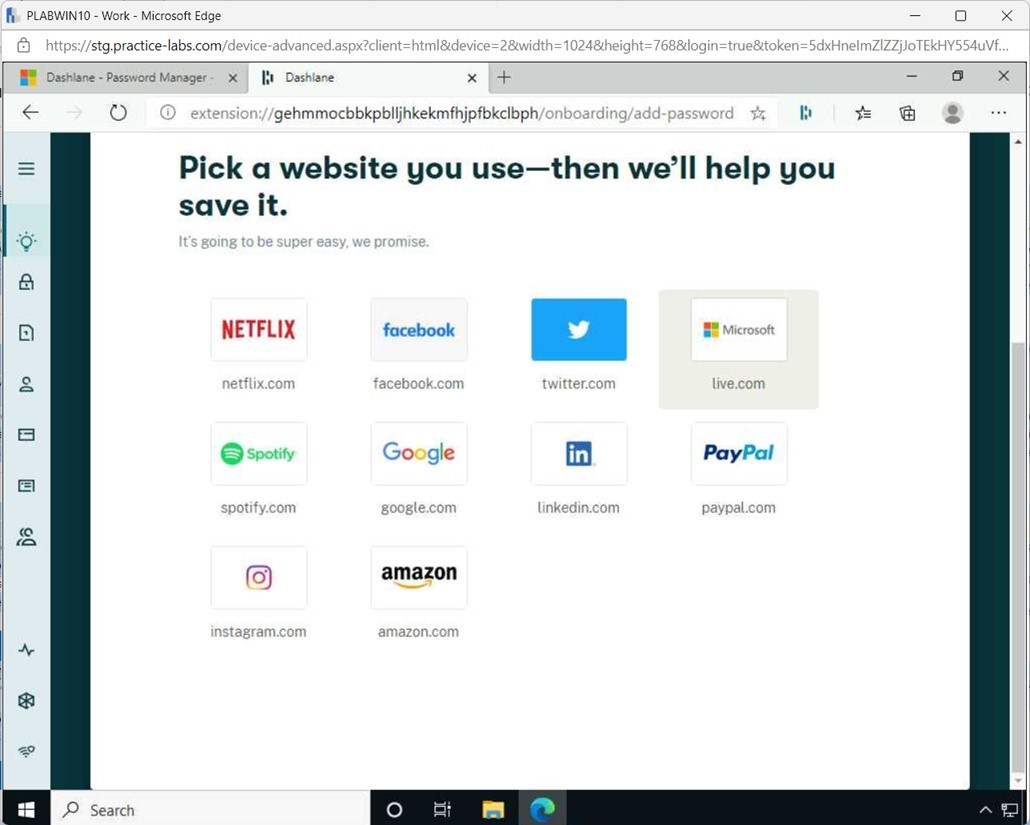 PLABWIN10 - Work - Microsoft Edge
https://stg.practice-labs.com/device-advanced.aspx?client=html&device=2&width=1024&height=768&login=true&token=5dxHneImZlZZjJoTEkHY554uVf...
Dashlane - Password Manager -
Dashlane
extension://gehmmocbbkpblljhkekmfhjpfbkclbph/onboarding/add-password
Pick a website you use—then we'll help you
save it.
It's going to be super easy, we promise.
NETFLIX
facebook
Microsoft
netflix.com
facebook.com
twitter.com
live.com
Spotify
Google
in
PayPal
spotify.com
google.com
linkedin.com
paypal.com
amazon
instagram.com
amazon.com
Search